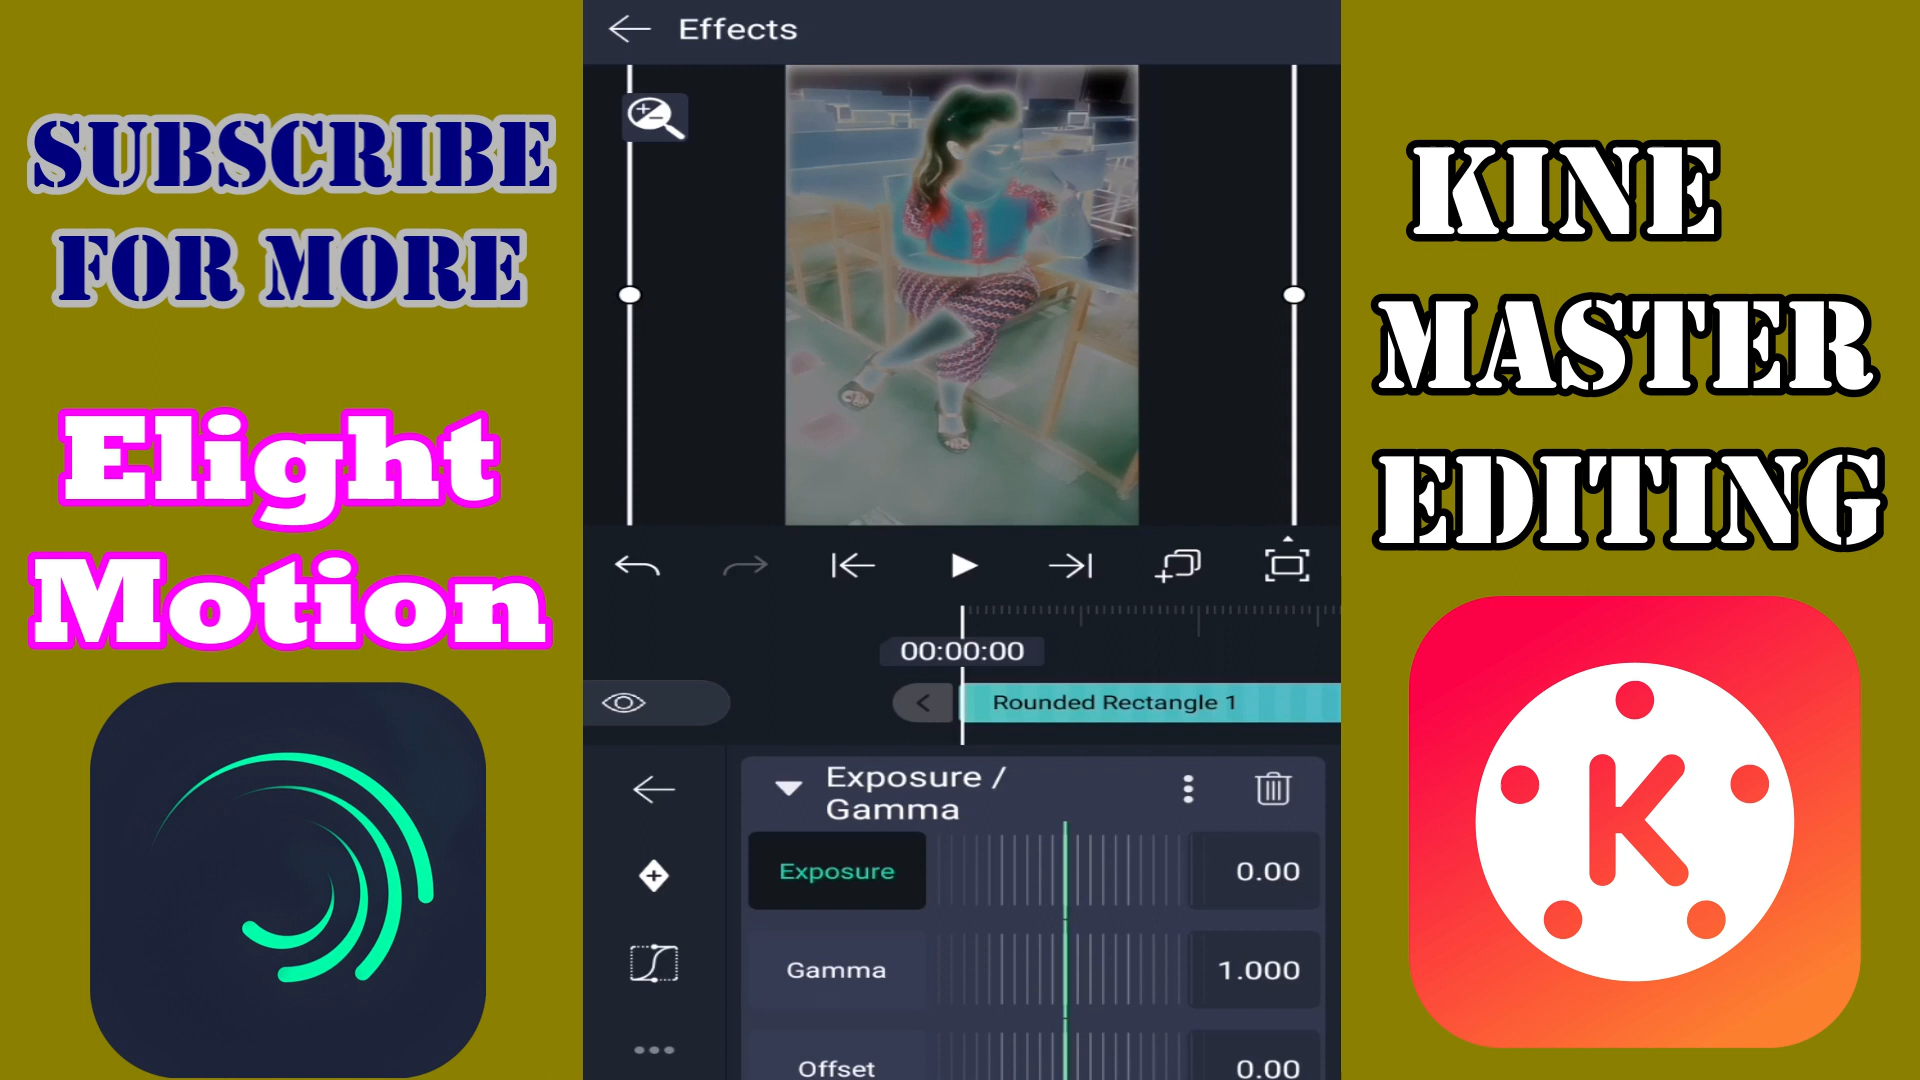 SUBSCRIBE
FOR MORE
Elight
Motion
Effects
00:00:00
Rounded Rectangle 1
Exposure /
Gamma
Exposure 0.00
Gamma 1.000
Offset 0.00
KINE
MASTER
EDITING
K